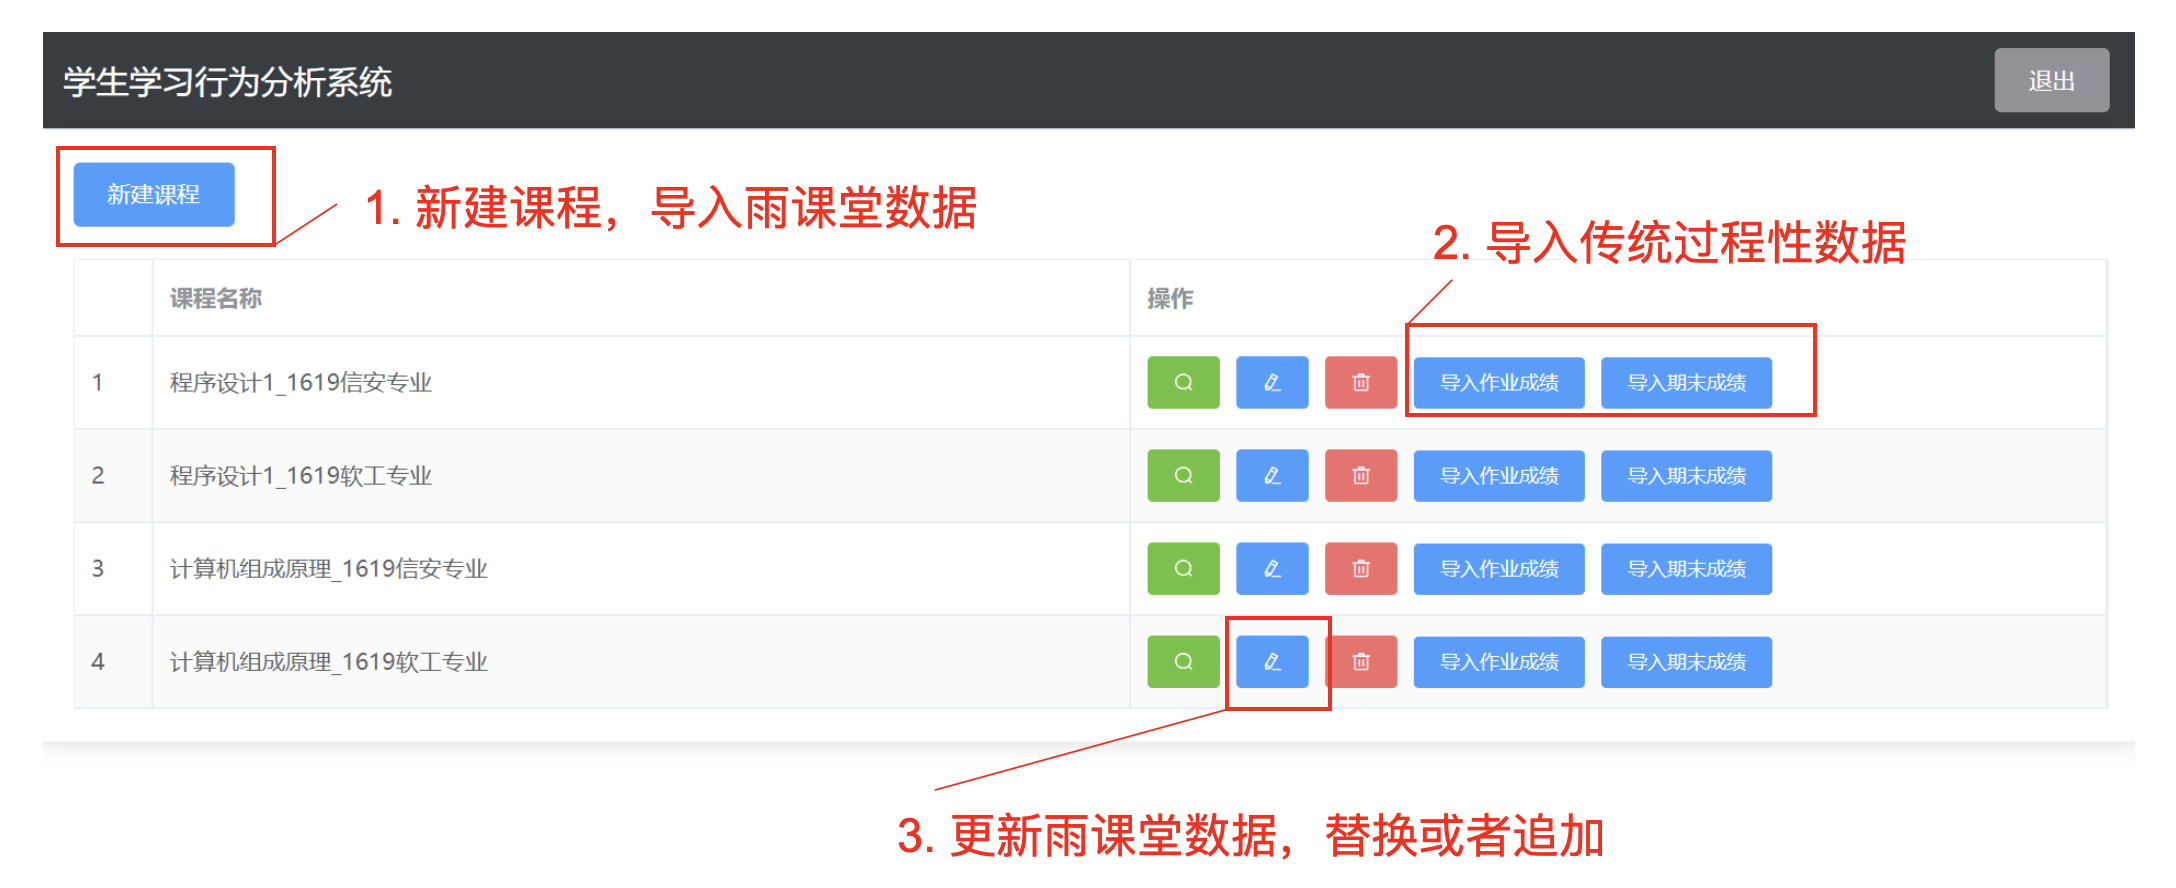 学生学习行为分析系统
退出
新建课程
1. 新建课程，导入雨课堂数据
2. 导入传统过程性数据
课程名称 操作
1 程序设计1_1619信安专业 导入作业成绩 导入期末成绩
2 程序设计1_1619软工专业 导入作业成绩 导入期末成绩
3 计算机组成原理_1619信安专业 导入作业成绩 导入期末成绩
4 计算机组成原理_1619软工专业 导入作业成绩 导入期末成绩
3. 更新雨课堂数据，替换或者追加